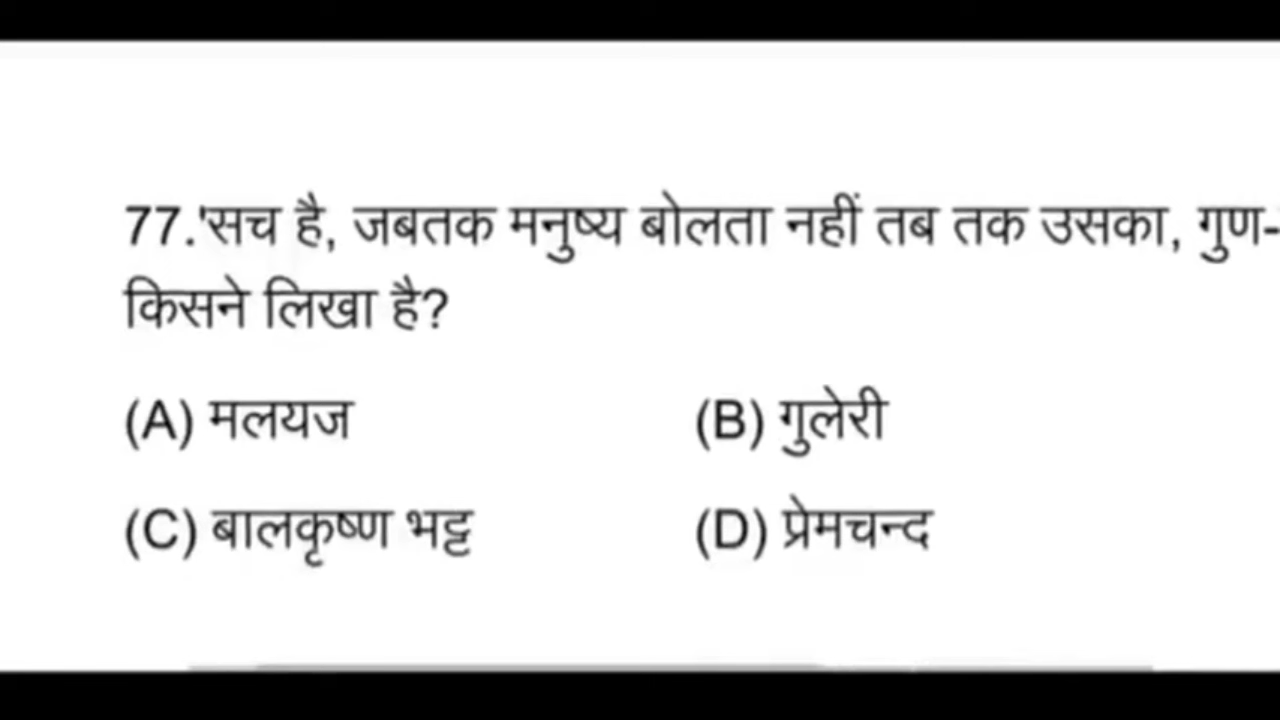 77.'सच है, जबतक मनुष्य बोलता नहीं तब तक उसका, गुण-
किसने लिखा है?
(A) मलयज (B) गुलेरी
(C) बालकृष्ण भट्ट (D) प्रेमचन्द